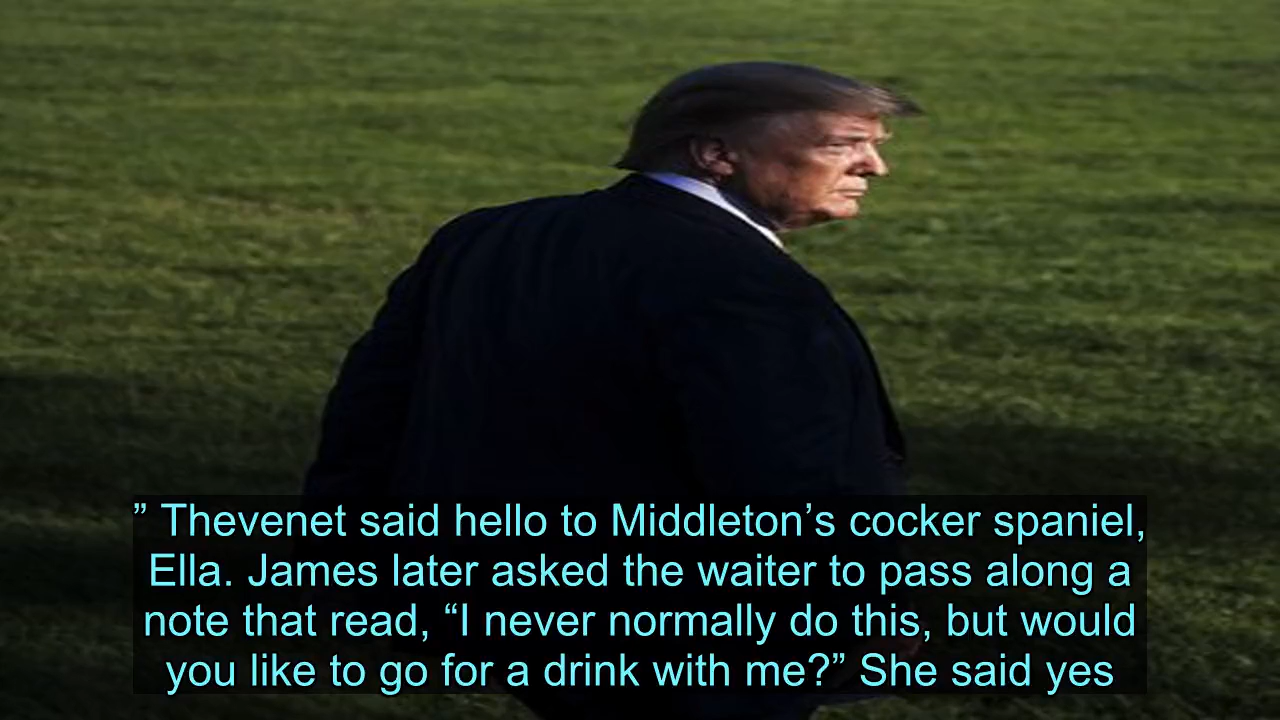 ” Thevenet said hello to Middleton’s cocker spaniel,
Ella. James later asked the waiter to pass along a
note that read, “I never normally do this, but would
you like to go for a drink with me?” She said yes